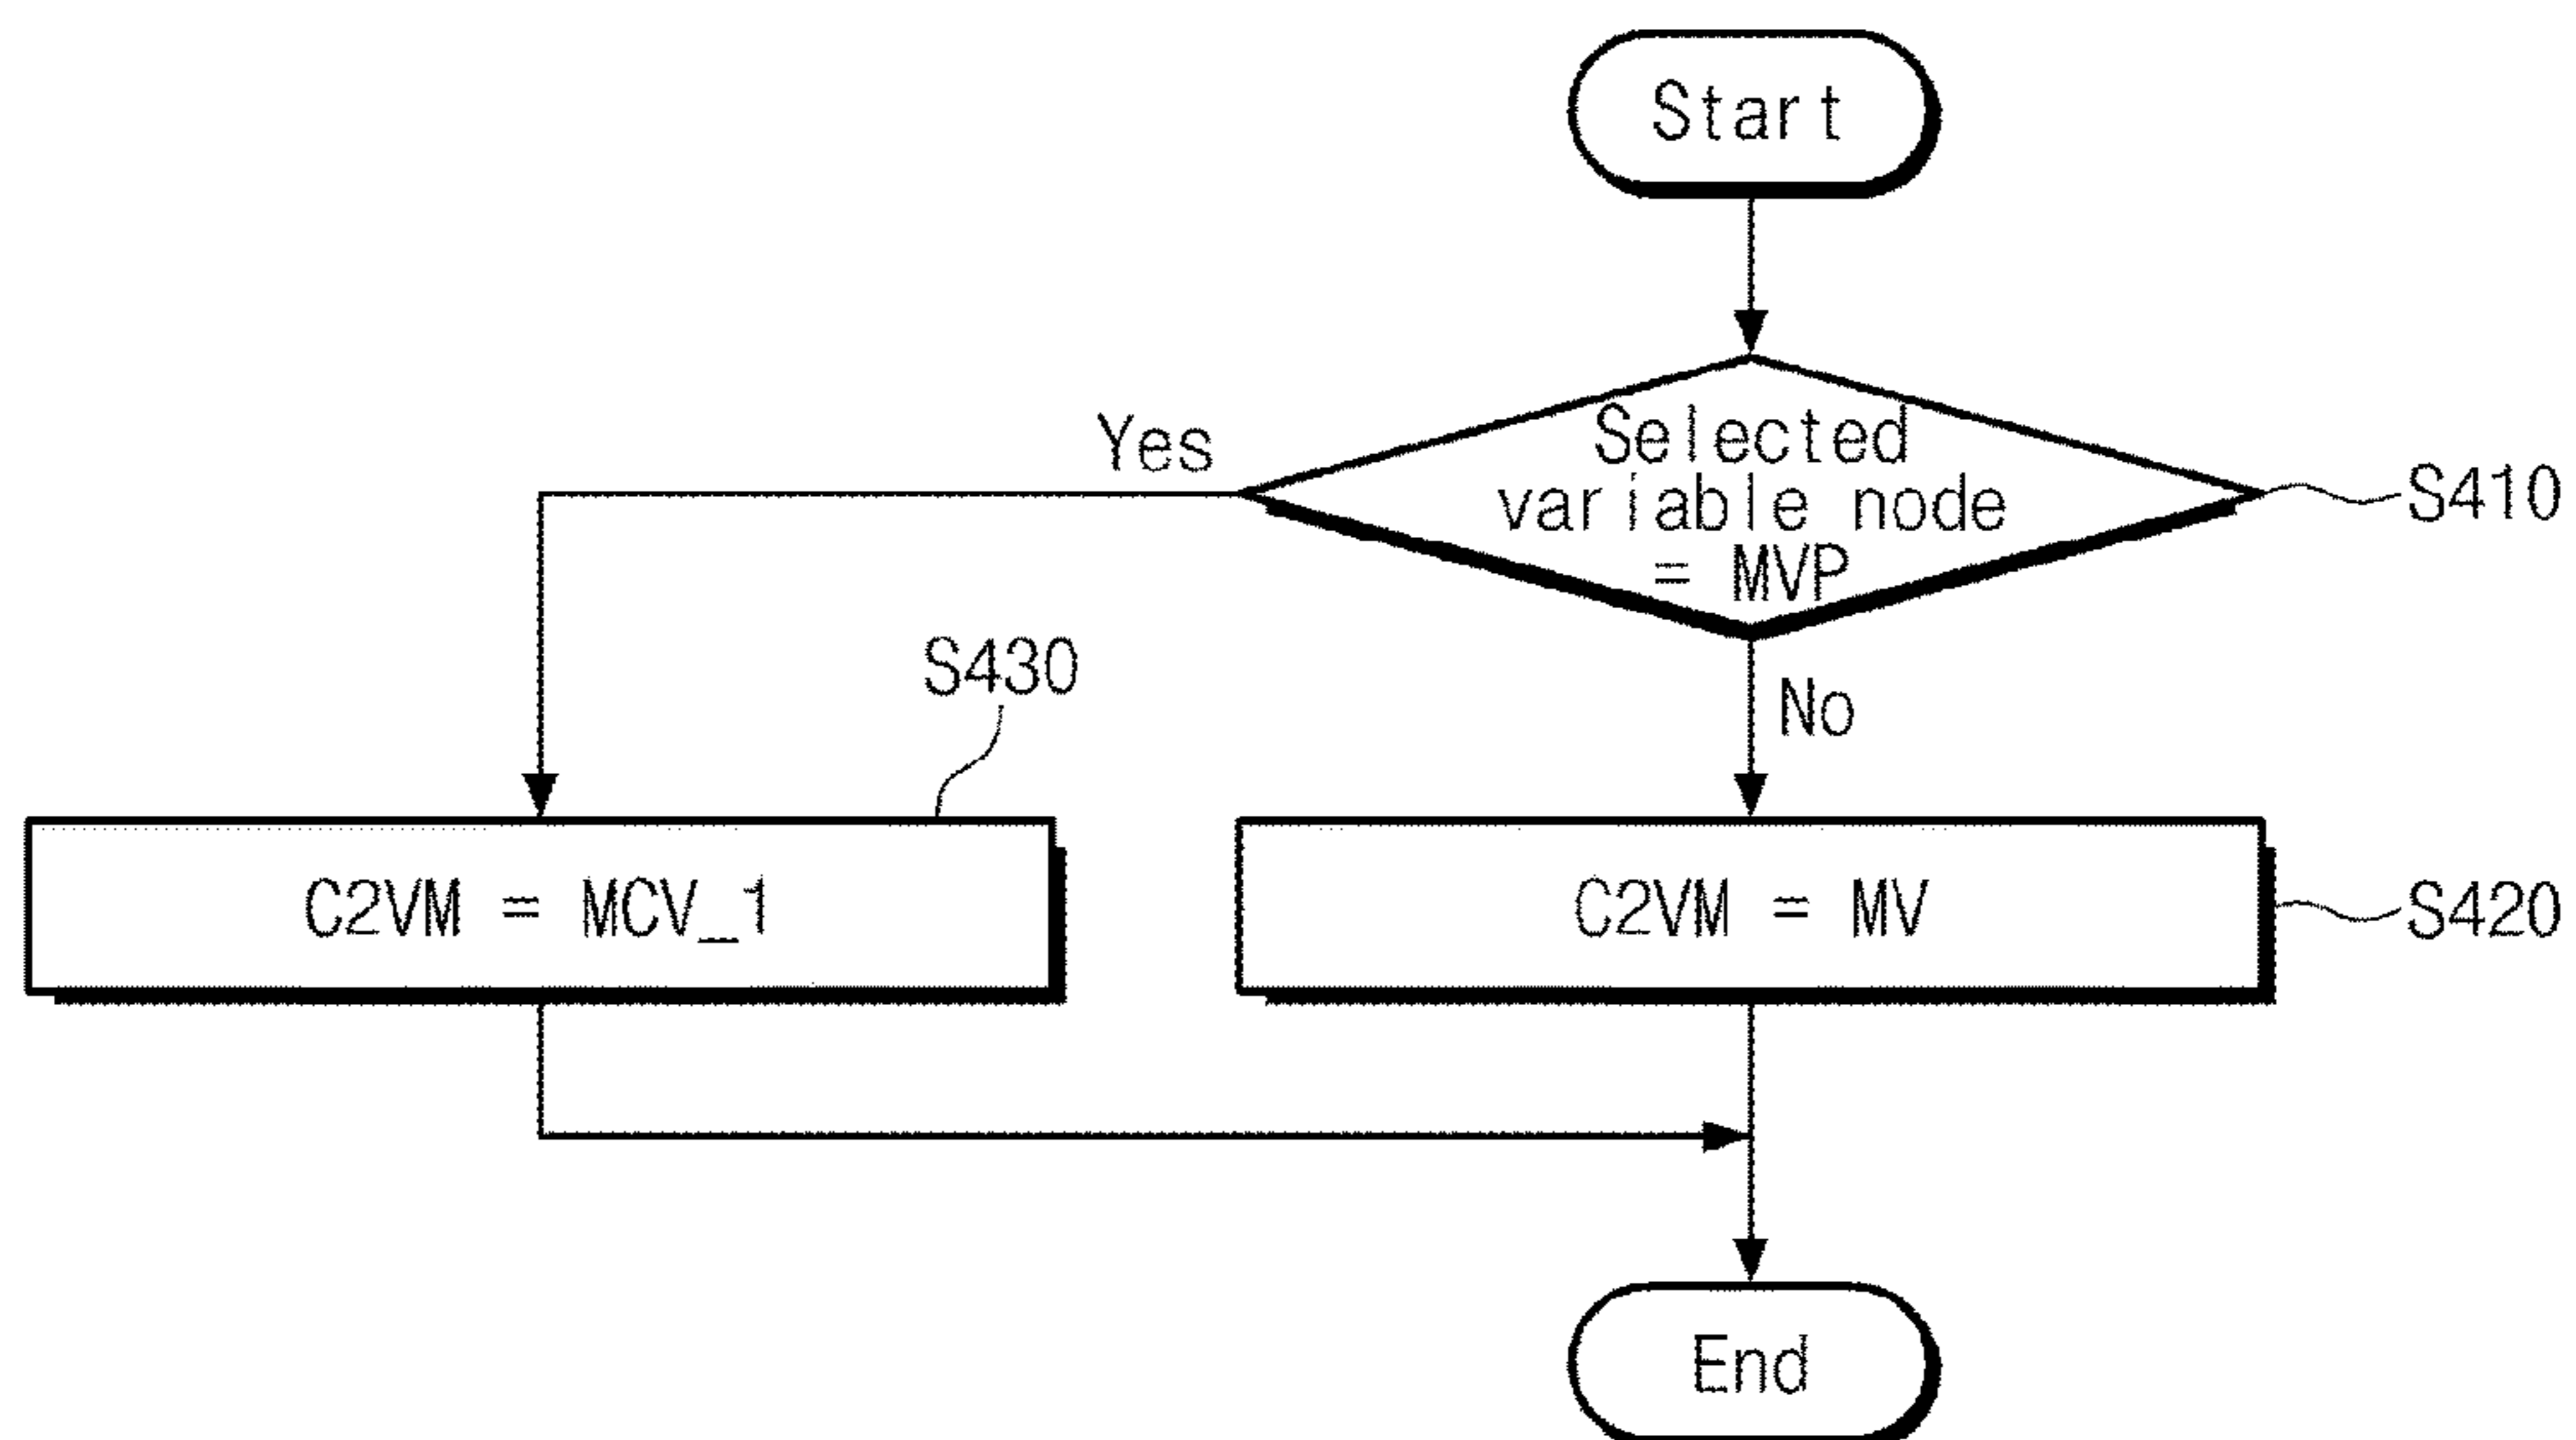 Start
Yes
Selected
variable node
= MVP
S410
S430
No
C2VM = MCV_1
C2VM = MV
S420
End